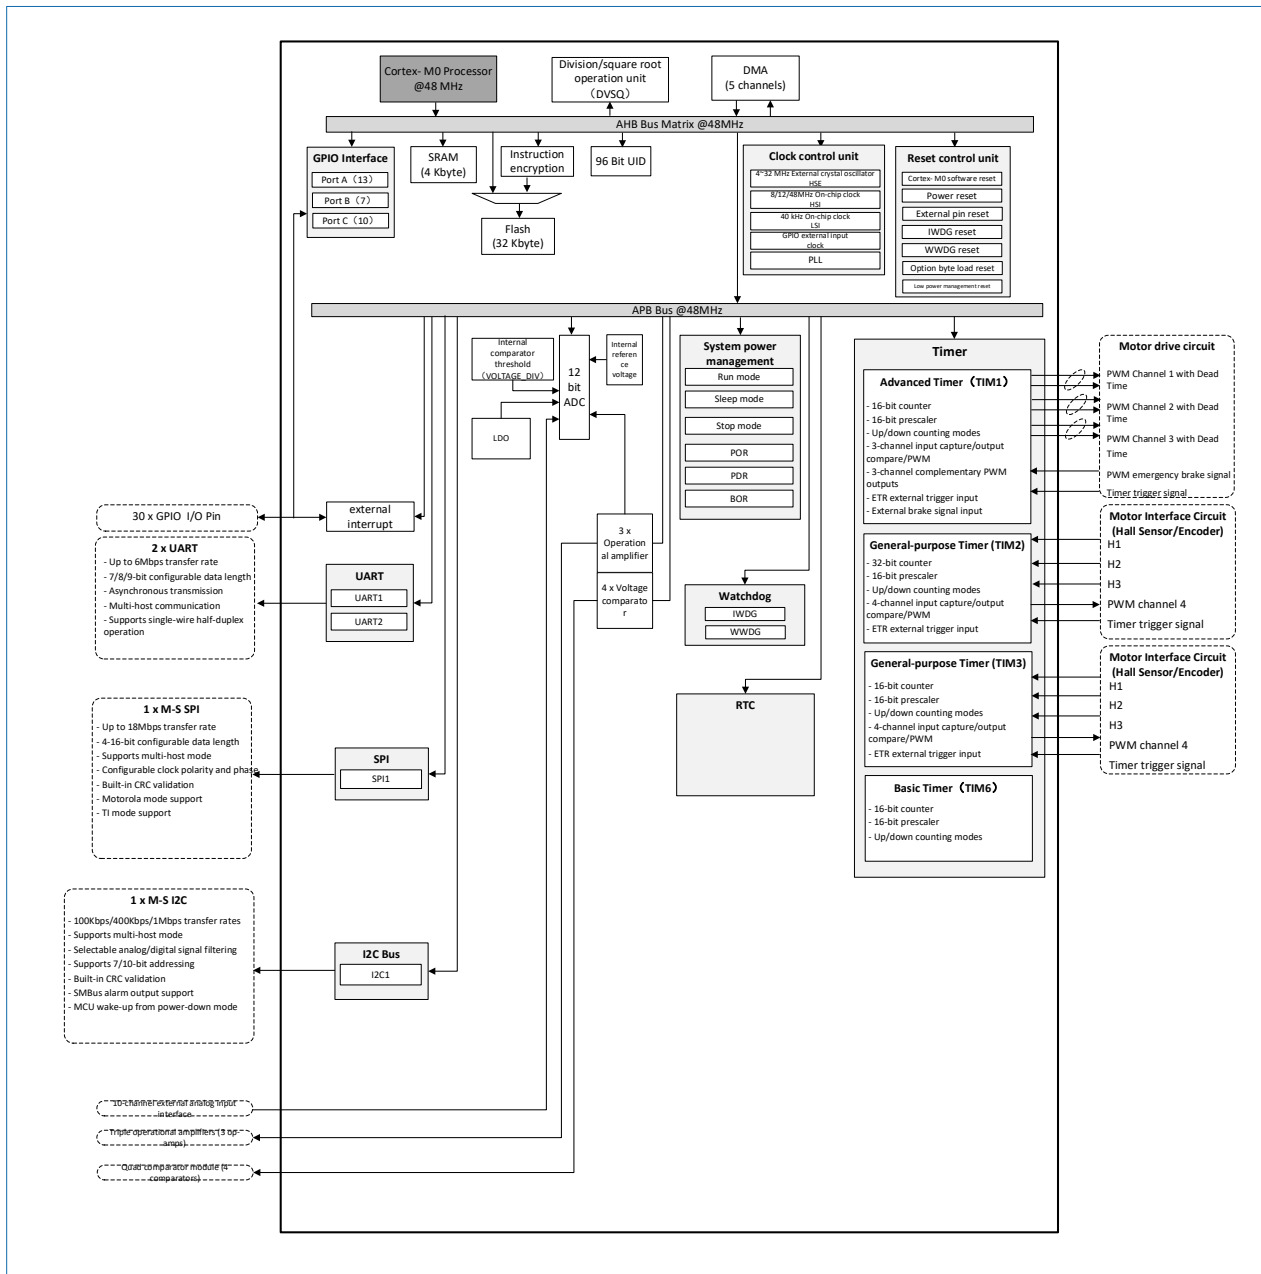 Cortex- M0 Processor
@48 MHz
Division/square root
operation unit
（DVSQ）
DMA
(5 channels)
AHB Bus Matrix @48MHz
GPIO Interface
Port A（13）
Port B（7）
Port C（10）
SRAM
(4 Kbyte)
Instruction
encryption
96 Bit UID
Flash
(32 Kbyte)
Clock control unit
4~32 MHz External crystal oscillator
HSE
8/12/48MHz On-chip clock
HSI
40 kHz On-chip clock
LSI
GPIO external input
clock
PLL
Reset control unit
Cortex- M0 software reset
Power reset
External pin reset
IWDG reset
WWDG reset
Option byte load reset
Low power management reset
APB Bus @48MHz
Internal
comparator
threshold
（VOLTAGE_DIV）
12
bit
ADC
Internal
referen
ce
voltage
LDO
System power
management
Run mode
Sleep mode
Stop mode
POR
PDR
BOR
Timer
Advanced Timer（TIM1）
- 16-bit counter
- 16-bit prescaler
- Up/down counting modes
- 3-channel input capture/output
compare/PWM
- 3-channel complementary PWM
outputs
- ETR external trigger input
- External brake signal input
Motor drive circuit
PWM Channel 1 with Dead
Time
PWM Channel 2 with Dead
Time
PWM Channel 3 with Dead
Time
PWM emergency brake signal
Timer trigger signal
30 x GPIO I/O Pin
external
interrupt
3 x
Operation
al amplifier
4 x Voltage
comparato
r
General-purpose Timer (TIM2)
- 32-bit counter
- 16-bit prescaler
- Up/down counting modes
- 4-channel input capture/output
compare/PWM
- ETR external trigger input
Motor Interface Circuit
(Hall Sensor/Encoder)
H1
H2
H3
PWM channel 4
Timer trigger signal
2 x UART
- Up to 6Mbps transfer rate
- 7/8/9-bit configurable data length
- Asynchronous transmission
- Multi-host communication
- Supports single-wire half-duplex
operation
UART
UART1
UART2
Watchdog
IWDG
WWDG
General-purpose Timer (TIM3)
- 16-bit counter
- 16-bit prescaler
- Up/down counting modes
- 4-channel input capture/output
compare/PWM
- ETR external trigger input
Motor Interface Circuit
(Hall Sensor/Encoder)
H1
H2
H3
PWM channel 4
Timer trigger signal
1 x M-S SPI
- Up to 18Mbps transfer rate
- 4-16-bit configurable data length
- Supports multi-host mode
- Configurable clock polarity and phase
- Built-in CRC validation
- Motorola mode support
- TI mode support
SPI
SPI1
RTC
Basic Timer（TIM6）
- 16-bit counter
- 16-bit prescaler
- Up/down counting modes
1 x M-S I2C
- 100Kbps/400Kbps/1Mbps transfer rates
- Supports multi-host mode
- Selectable analog/digital signal filtering
- Supports 7/10-bit addressing
- Built-in CRC validation
- SMBus alarm output support
- MCU wake-up from power-down mode
I2C Bus
I2C1
10-channel external analog input
interface
Triple operational amplifiers (3 op-
amps)
Quad comparator module (4
comparators)